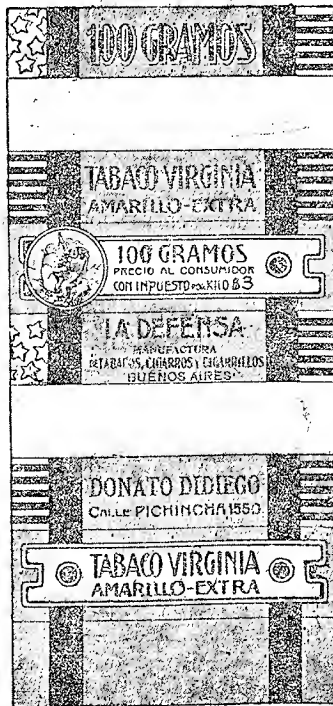 100 GRAMOS
TABACO VIRGINIA
AMARILLO-EXTRA
100 GRAMOS
PRECIO AL CONSUMIDOR
CON IMPUESTO POR KILO $ 3
LA DEFENSA
MANUFACTURA
DE TABACOS, CIGARROS Y CIGARRILLOS
BUENOS AIRES
DONATO DIDIEGO
CALLE PICHINCHA 1550
TABACO VIRGINIA
AMARILLO-EXTRA